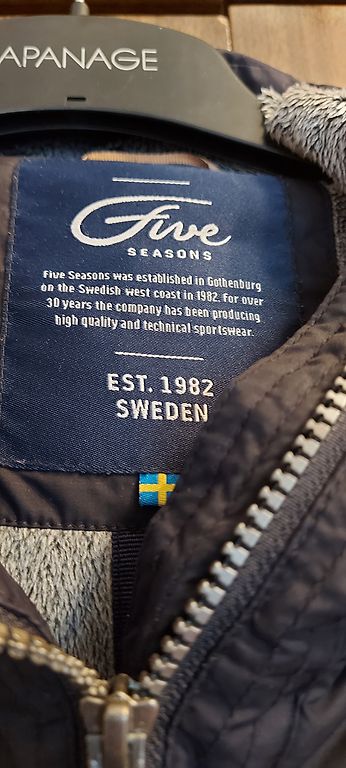 APANAGE
Five
SEASONS
Five Seasons was established in Gothenburg
on the Swedish west coast in 1982. For over
30 years the company has been producing
high quality and technical sportswear.
EST. 1982
SWEDEN